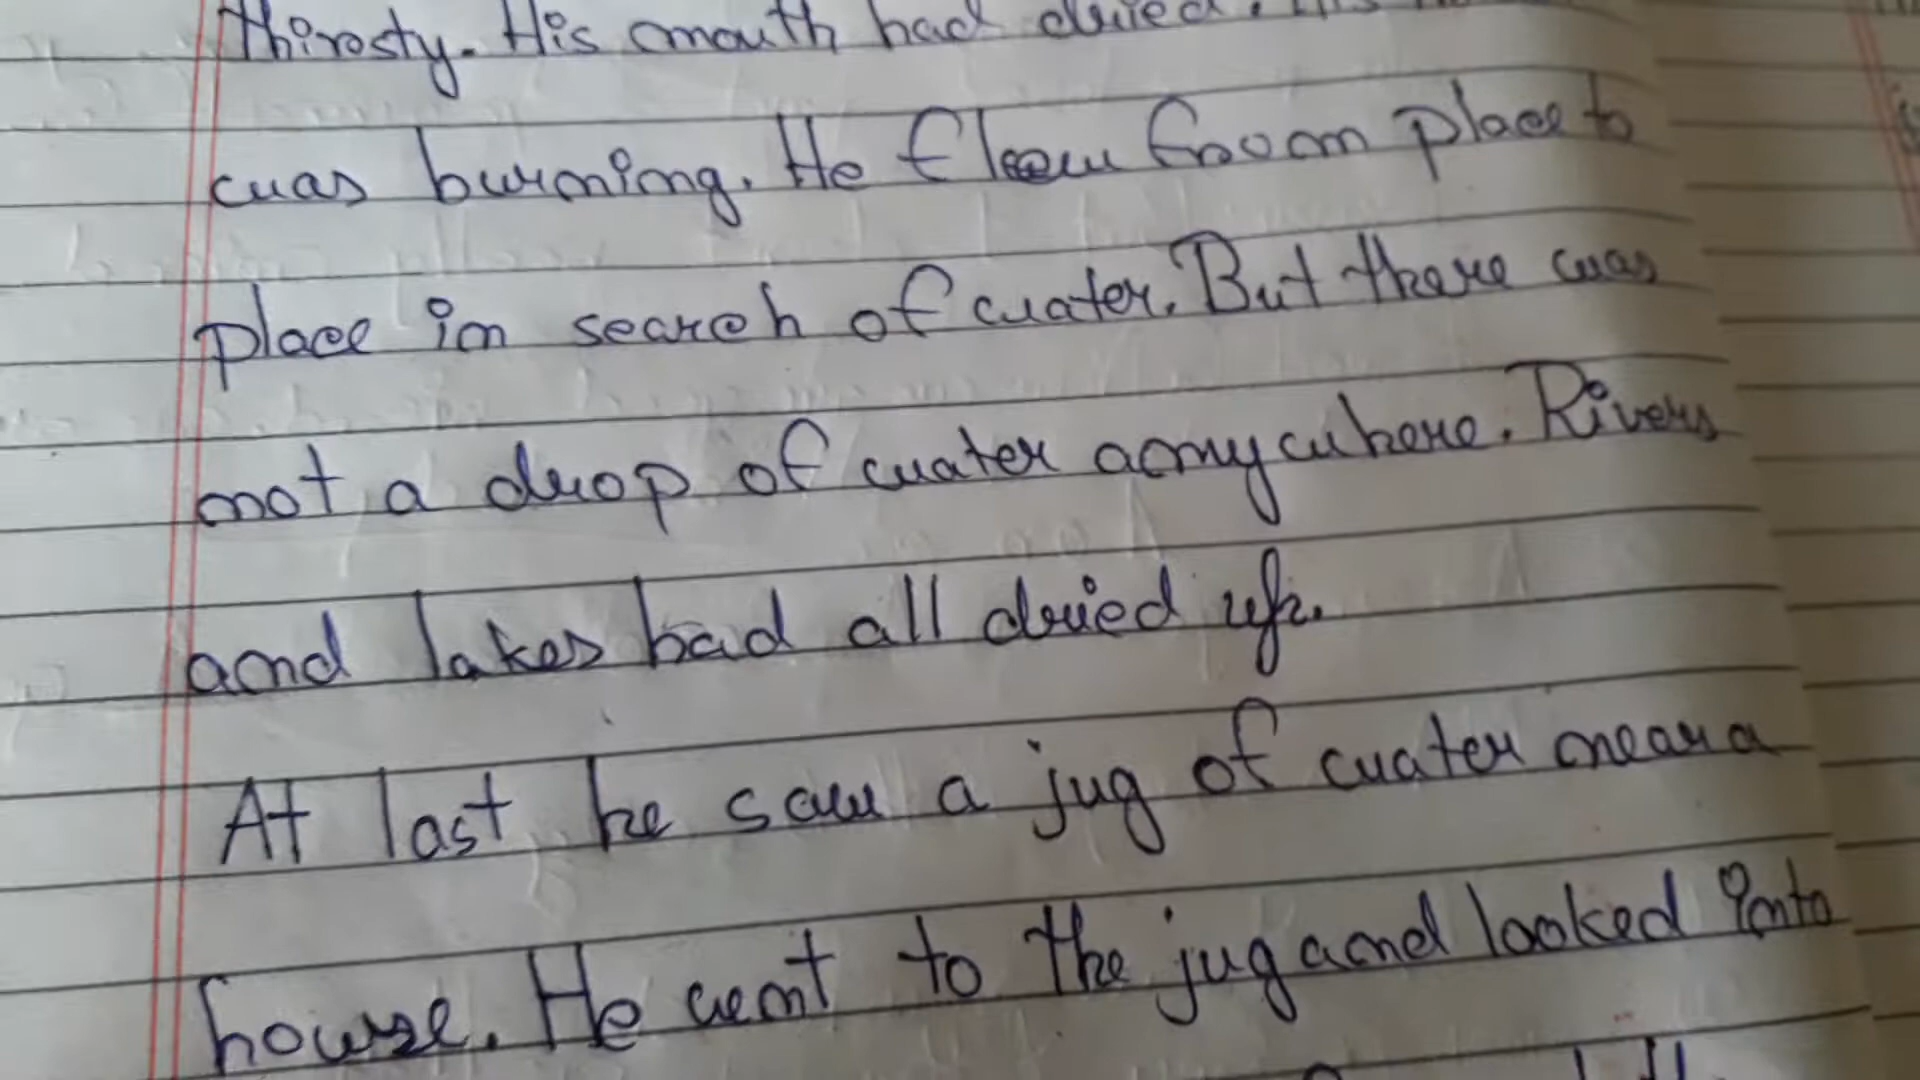 thirsty. His mouth had dried.
was burning. He flew from place to
place in search of water. But there was
not a drop of water anywhere. Rivers
and lakes had all dried up.
At last he saw a jug of water near a
house. He went to the jug and looked into